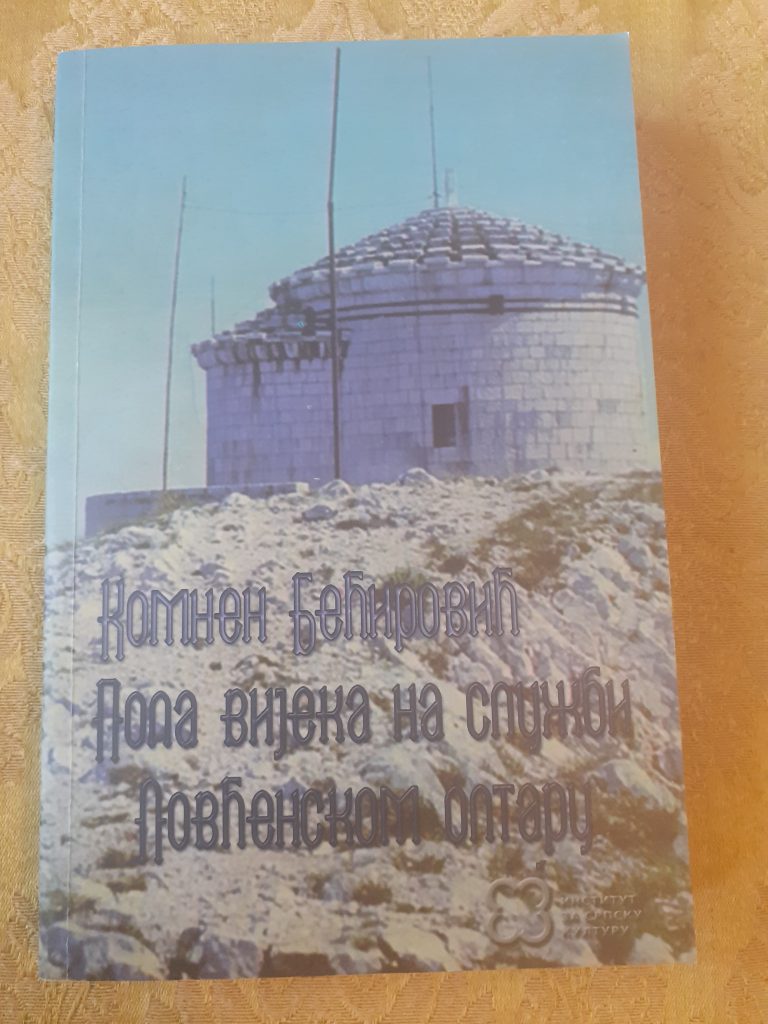 Комнен Бећировић
Пола вијека на служби
Ловћенском олтару
ИНСТИТУТ
ЗА СРПСКУ
КУЛТУРУ